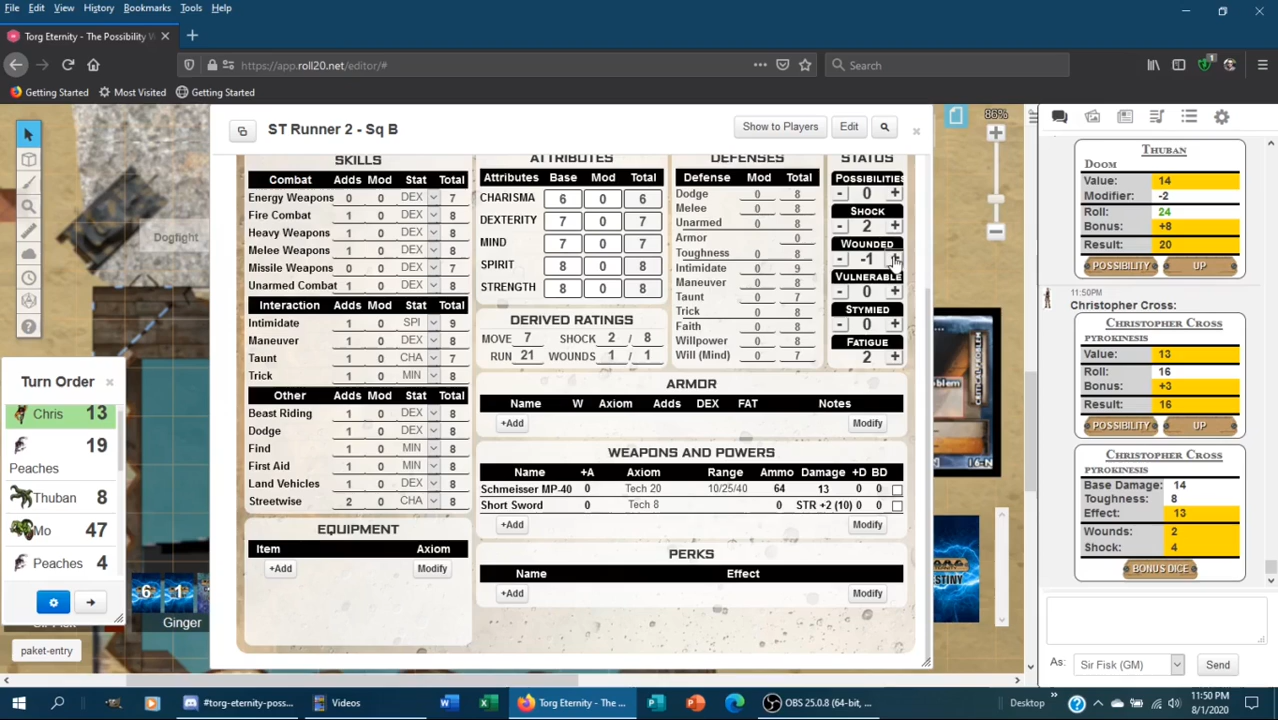 File Edit View History Bookmarks Tools Help
Torg Eternity - The Possibility W
https://app.roll20.net/editor/#
Search
Getting Started Most Visited Getting Started
ST Runner 2 - Sq B
Show to Players Edit
86%
SKILLS
Combat Adds Mod Stat Total
Energy Weapons 0 0 DEX 7
Fire Combat 1 0 DEX 8
Heavy Weapons 1 0 DEX 8
Melee Weapons 1 0 DEX 8
Missile Weapons 0 0 DEX 7
Unarmed Combat 1 0 DEX 8
Interaction Adds Mod Stat Total
Intimidate 1 0 SPI 9
Maneuver 1 0 DEX 8
Taunt 1 0 CHA 7
Trick 1 0 MIN 8
Other Adds Mod Stat Total
Beast Riding 1 0 DEX 8
Dodge 1 0 DEX 8
Find 1 0 MIN 8
First Aid 1 0 MIN 8
Land Vehicles 1 0 DEX 8
Streetwise 2 0 CHA 8
EQUIPMENT
Item Axiom
+Add Modify
ATTRIBUTES
Attributes Base Mod Total
CHARISMA 6 0 6
DEXTERITY 7 0 7
MIND 7 0 7
SPIRIT 8 0 8
STRENGTH 8 0 8
DERIVED RATINGS
MOVE 7 SHOCK 2 / 8
RUN 21 WOUNDS 1 / 1
DEFENSES
Defense Mod Total
Dodge 0 8
Melee 0 8
Unarmed 0 8
Armor 0
Toughness 0 8
Intimidate 0 9
Maneuver 0 8
Taunt 0 7
Trick 0 8
Faith 0 8
Willpower 0 8
Will (Mind) 0 7
STATUS
POSSIBILITIES
- 0 +
SHOCK
- 2 +
WOUNDED
- -1 +
VULNERABLE
- 0 +
STYMIED
- 0 +
FATIGUE
2 +
ARMOR
Name W Axiom Adds DEX FAT Notes
+Add Modify
WEAPONS AND POWERS
Name +A Axiom Range Ammo Damage +D BD
Schmeisser MP-40 0 Tech 20 10/25/40 64 13 0 0
Short Sword 0 Tech 8 0 STR +2 (10) 0 0
+Add Modify
PERKS
Name Effect
+Add Modify
Dogfight
Turn Order
Chris 13
19
Peaches
Thuban 8
Mo 47
Peaches 4
6 1
Ginger
DESTINY
paket-entry
THUBAN
DOOM
Value: 14
Modifier: -2
Roll: 24
Bonus: +8
Result: 20
POSSIBILITY UP
11:50PM
Christopher Cross:
CHRISTOPHER CROSS
PYROKINESIS
Value: 13
Roll: 16
Bonus: +3
Result: 16
POSSIBILITY UP
CHRISTOPHER CROSS
PYROKINESIS
Base Damage: 14
Toughness: 8
Effect: 13
Wounds: 2
Shock: 4
BONUS DICE
As: Sir Fisk (GM) Send
#torg-eternity-poss... Videos Torg Eternity - The ... OBS 25.0.8 (64-bit, ... Desktop
11:50 PM
8/1/2020